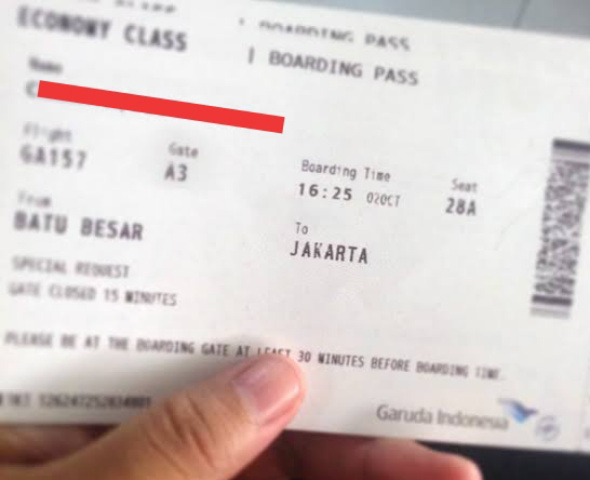 ECONOMY CLASS
BOARDING PASS
| BOARDING PASS
Name
Flight
GA157
Gate
A3
Boarding Time
16:25 02OCT
Seat
28A
From
BATU BESAR
To
JAKARTA
SPECIAL REQUEST
GATE CLOSED 15 MINUTES
PLEASE BE AT THE BOARDING GATE AT LEAST 30 MINUTES BEFORE BOARDING TIME
Garuda Indonesia